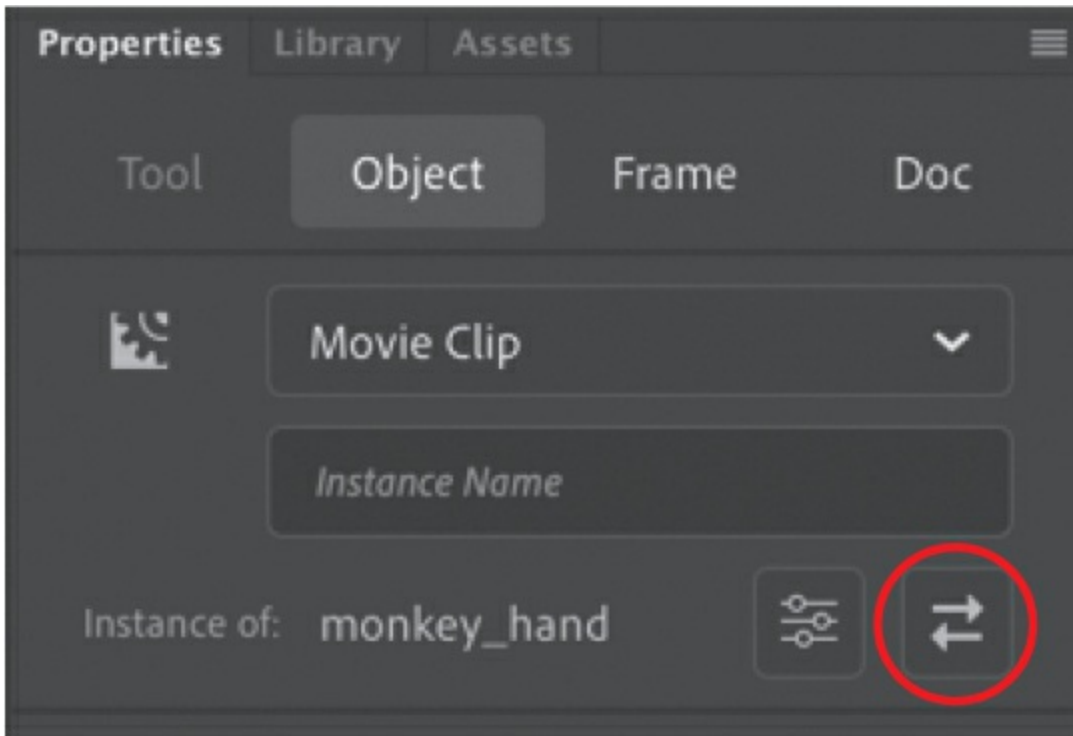 Properties Library Assets
Tool Object Frame Doc
Movie Clip
Instance Name
Instance of: monkey_hand